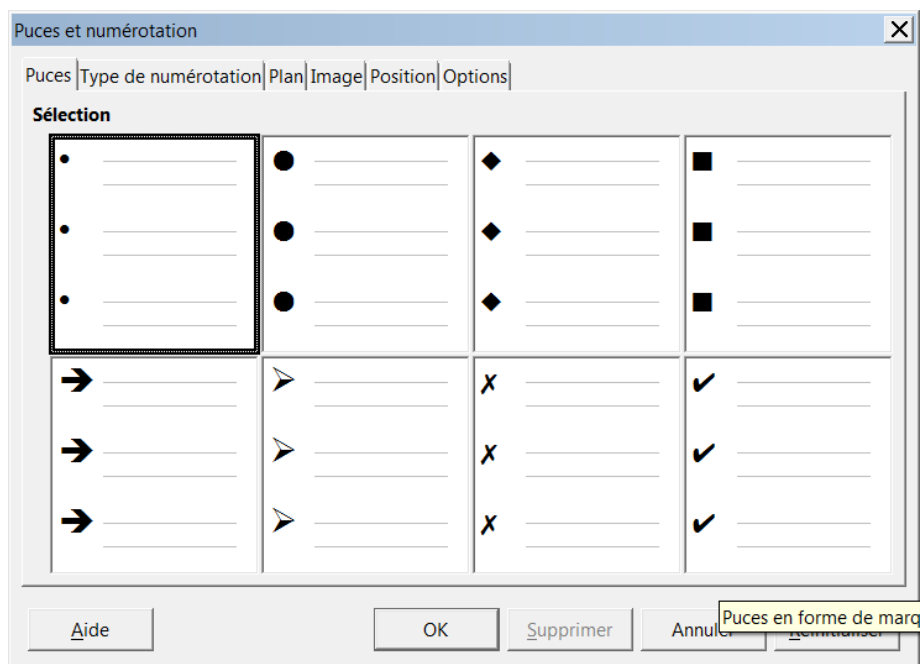 Puces et numérotation
Puces Type de numérotation Plan Image Position Options
Sélection
Aide OK Supprimer Annuler Réinitialiser
Puces en forme de marq